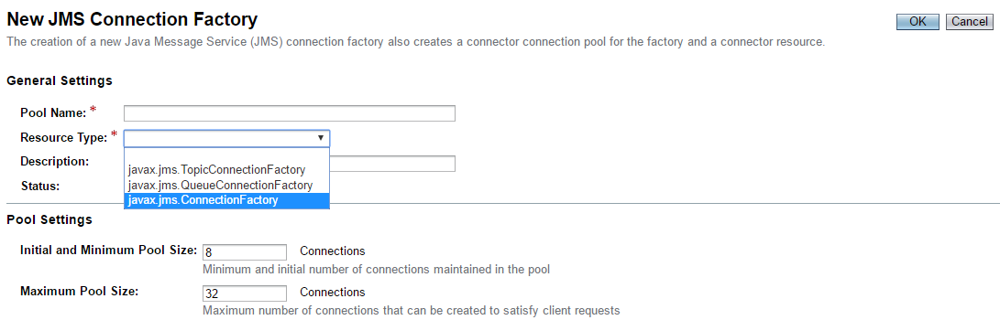 New JMS Connection Factory
OK Cancel
The creation of a new Java Message Service (JMS) connection factory also creates a connector connection pool for the factory and a connector resource.
General Settings
Pool Name: *
Resource Type: *
Description:
javax.jms.TopicConnectionFactory
javax.jms.QueueConnectionFactory
javax.jms.ConnectionFactory
Status:
Pool Settings
Initial and Minimum Pool Size: 8 Connections
Minimum and initial number of connections maintained in the pool
Maximum Pool Size: 32 Connections
Maximum number of connections that can be created to satisfy client requests